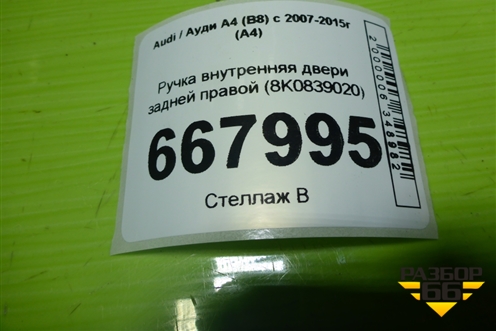 Audi / Ауди А4 (B8) с 2007-2015г
(A4)
Ручка внутренняя двери
задней правой (8K0839020)
667995
Стеллаж В
РАЗБОР
66